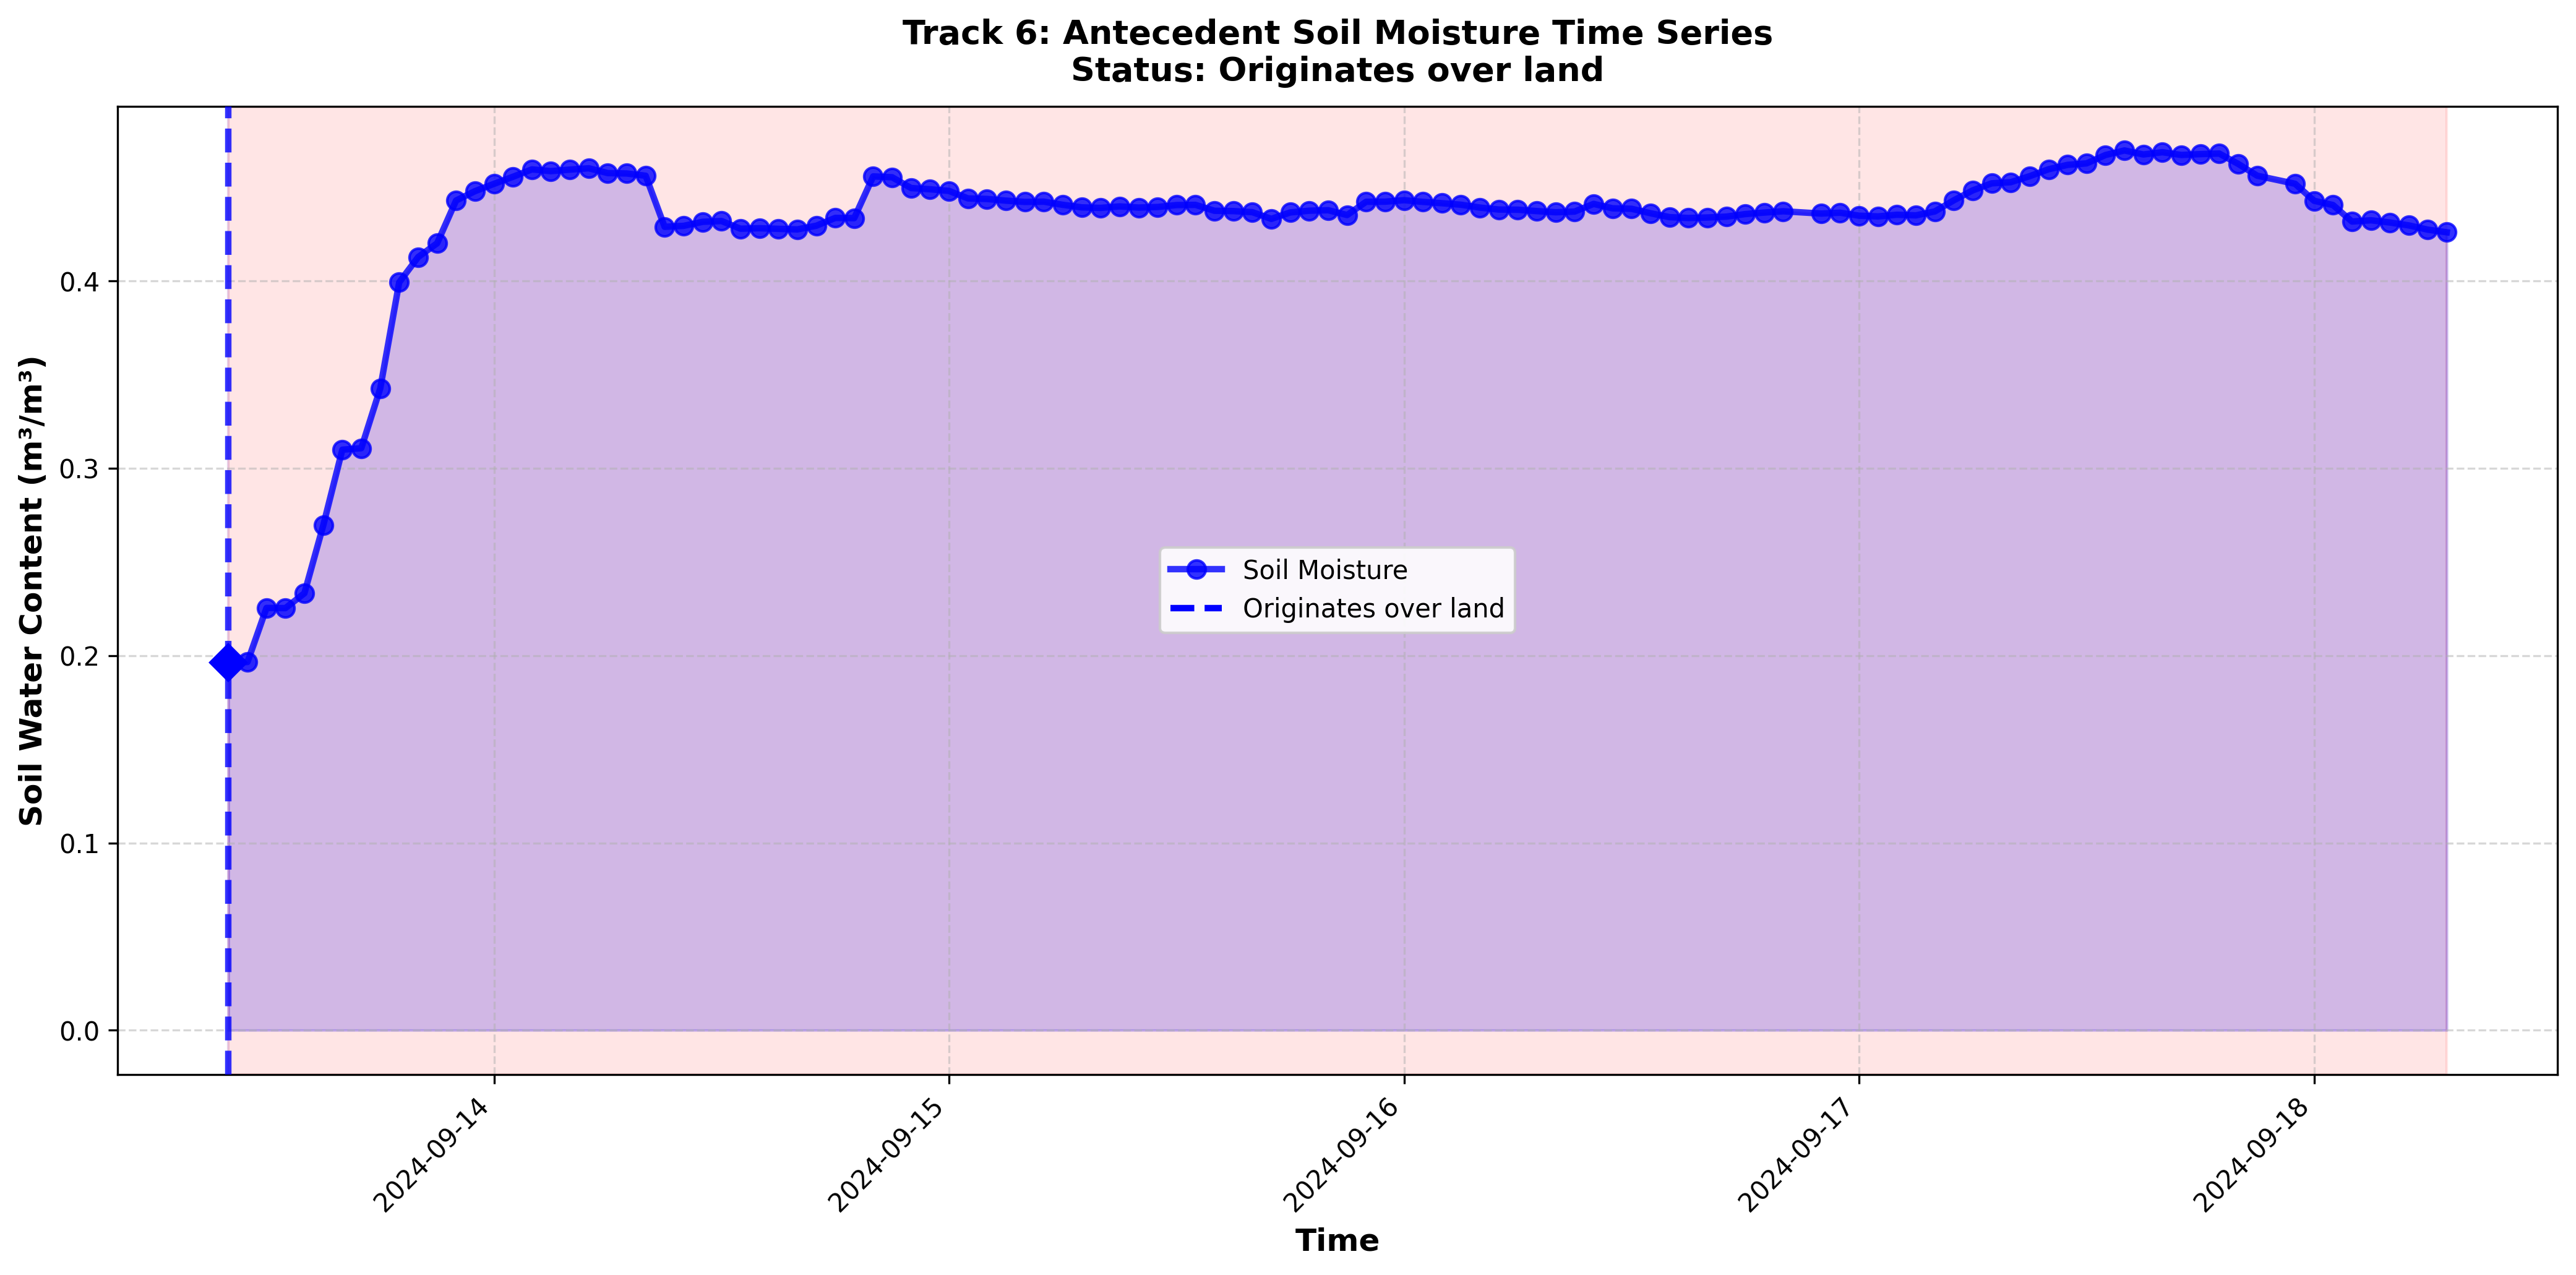 Track 6: Antecedent Soil Moisture Time Series
Status: Originates over land
Soil Water Content (m³/m³)
0.4
0.3
0.2
0.1
0.0
Soil Moisture
Originates over land
2024-09-14
2024-09-15
2024-09-16
2024-09-17
2024-09-18
Time